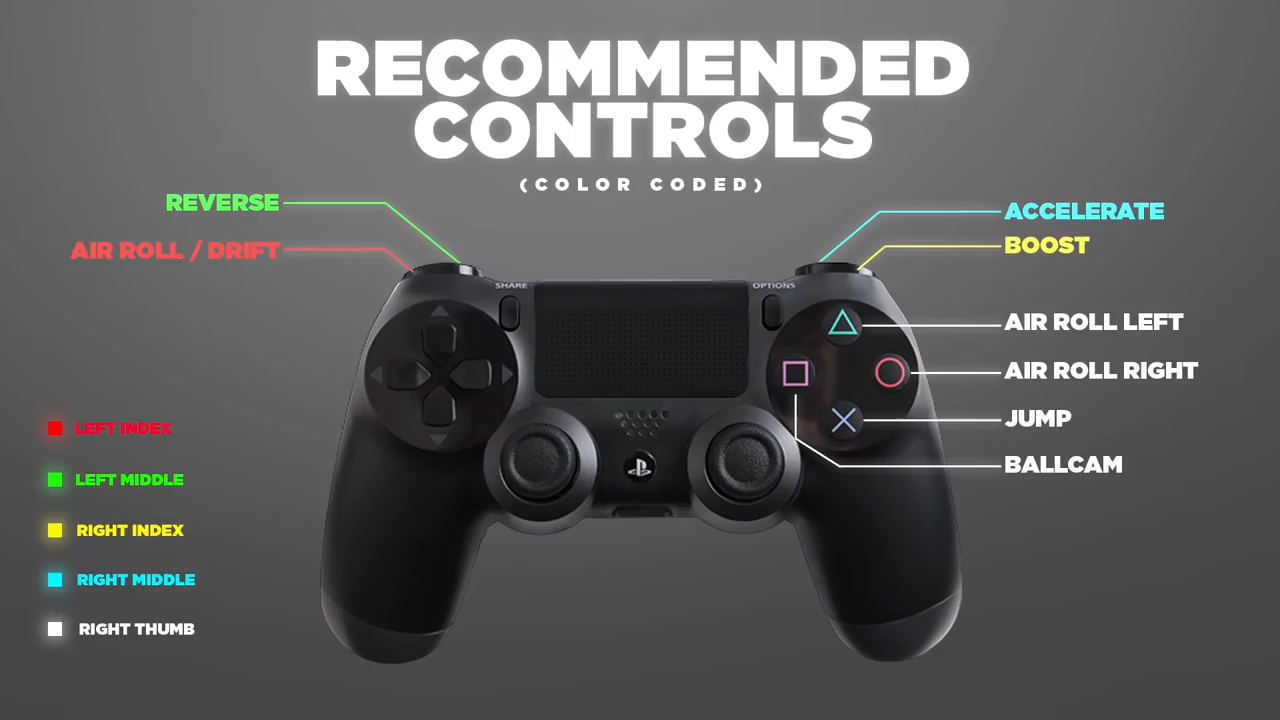 RECOMMENDED
CONTROLS
(COLOR CODED)
REVERSE
AIR ROLL / DRIFT
ACCELERATE
BOOST
SHARE
OPTIONS
AIR ROLL LEFT
AIR ROLL RIGHT
JUMP
BALLCAM
LEFT INDEX
LEFT MIDDLE
RIGHT INDEX
RIGHT MIDDLE
RIGHT THUMB